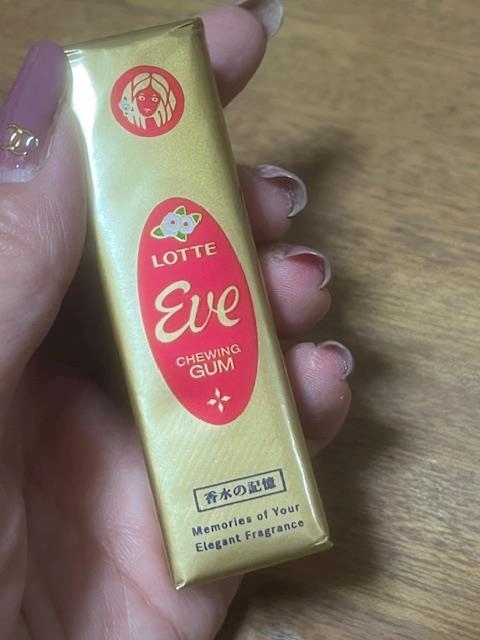 LOTTE
Eve
CHEWING
GUM
香水の記憶
Memories of Your
Elegant Fragrance